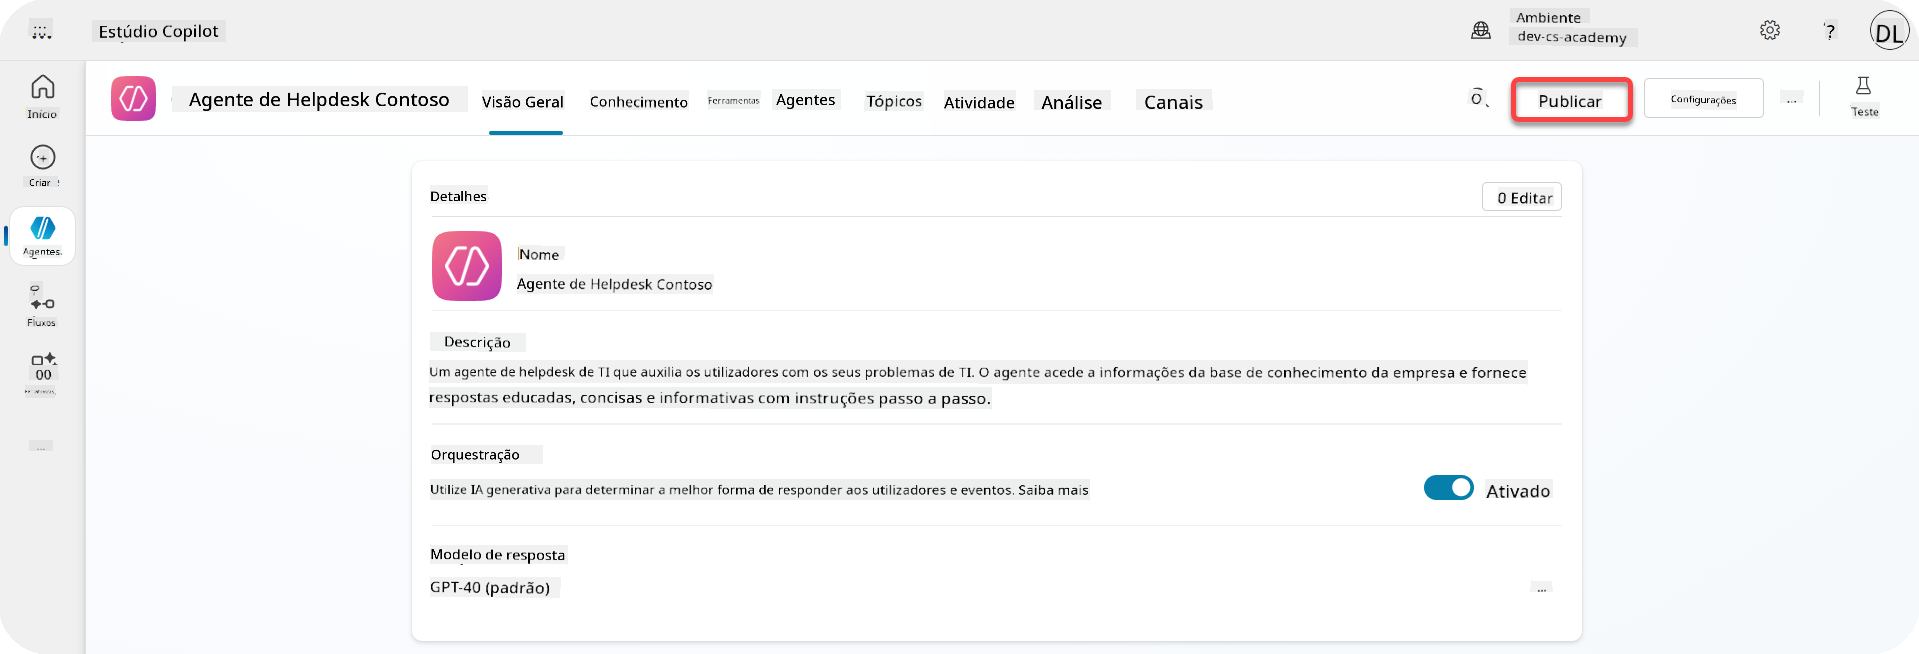 Estúdio Copilot
Ambiente
dev-cs-academy
?
DL
Início
Criar
Agentes
Fluxos
Agente de Helpdesk Contoso
Visão Geral
Conhecimento
Ferramentas
Agentes
Tópicos
Atividade
Análise
Canais
Publicar
Configurações
...
Teste
Detalhes
0 Editar
Nome
Agente de Helpdesk Contoso
Descrição
Um agente de helpdesk de TI que auxilia os utilizadores com os seus problemas de TI. O agente acede a informações da base de conhecimento da empresa e fornece
respostas educadas, concisas e informativas com instruções passo a passo.
Orquestração
Utilize IA generativa para determinar a melhor forma de responder aos utilizadores e eventos. Saiba mais
Ativado
Modelo de resposta
GPT-40 (padrão)
...